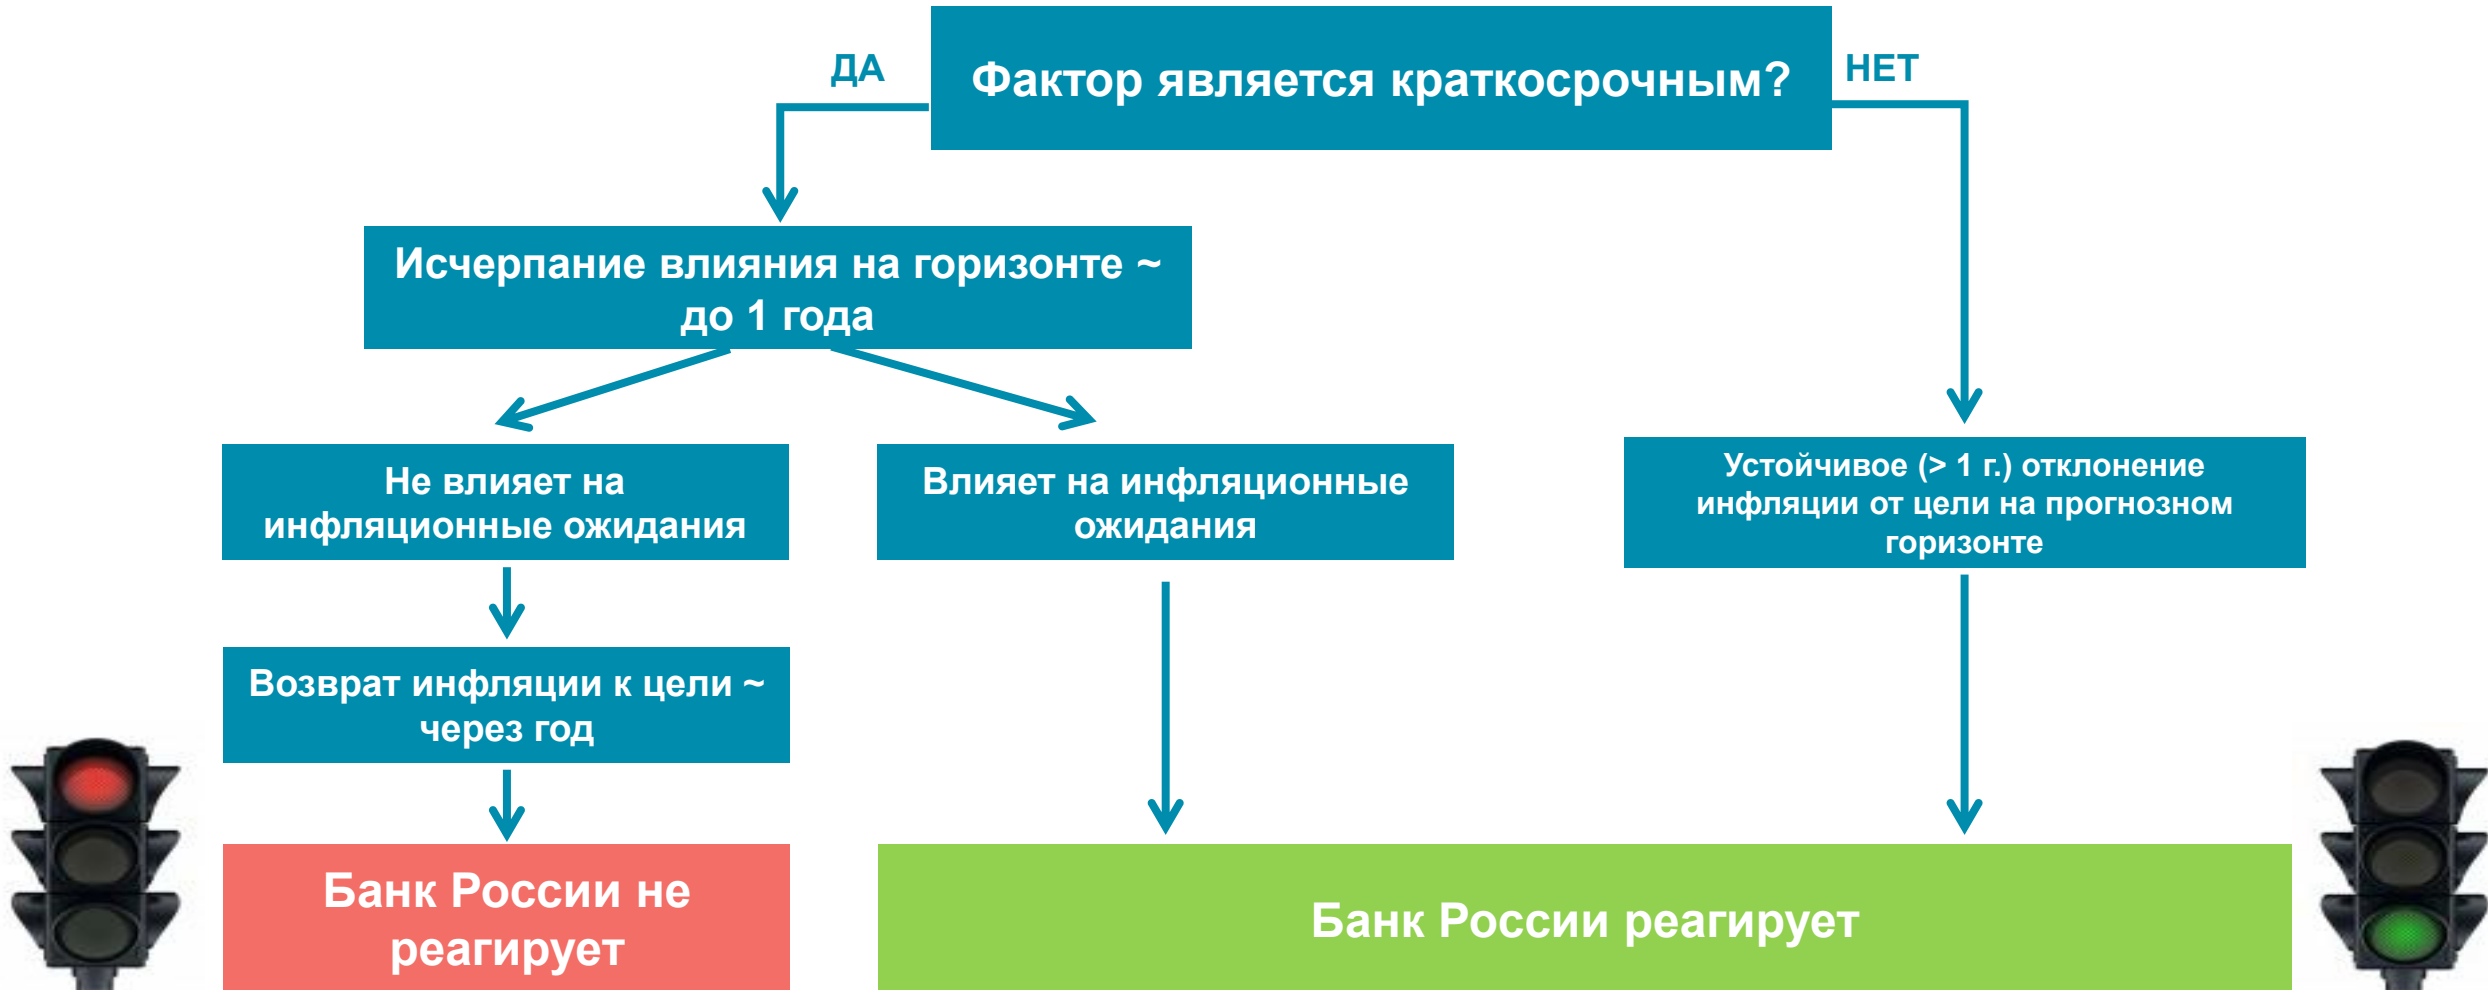 ДА
Фактор является краткосрочным?
НЕТ
Исчерпание влияния на горизонте ~
до 1 года
Не влияет на
инфляционные ожидания
Влияет на инфляционные
ожидания
Устойчивое (> 1 г.) отклонение
инфляции от цели на прогнозном
горизонте
Возврат инфляции к цели ~
через год
Банк России не
реагирует
Банк России реагирует